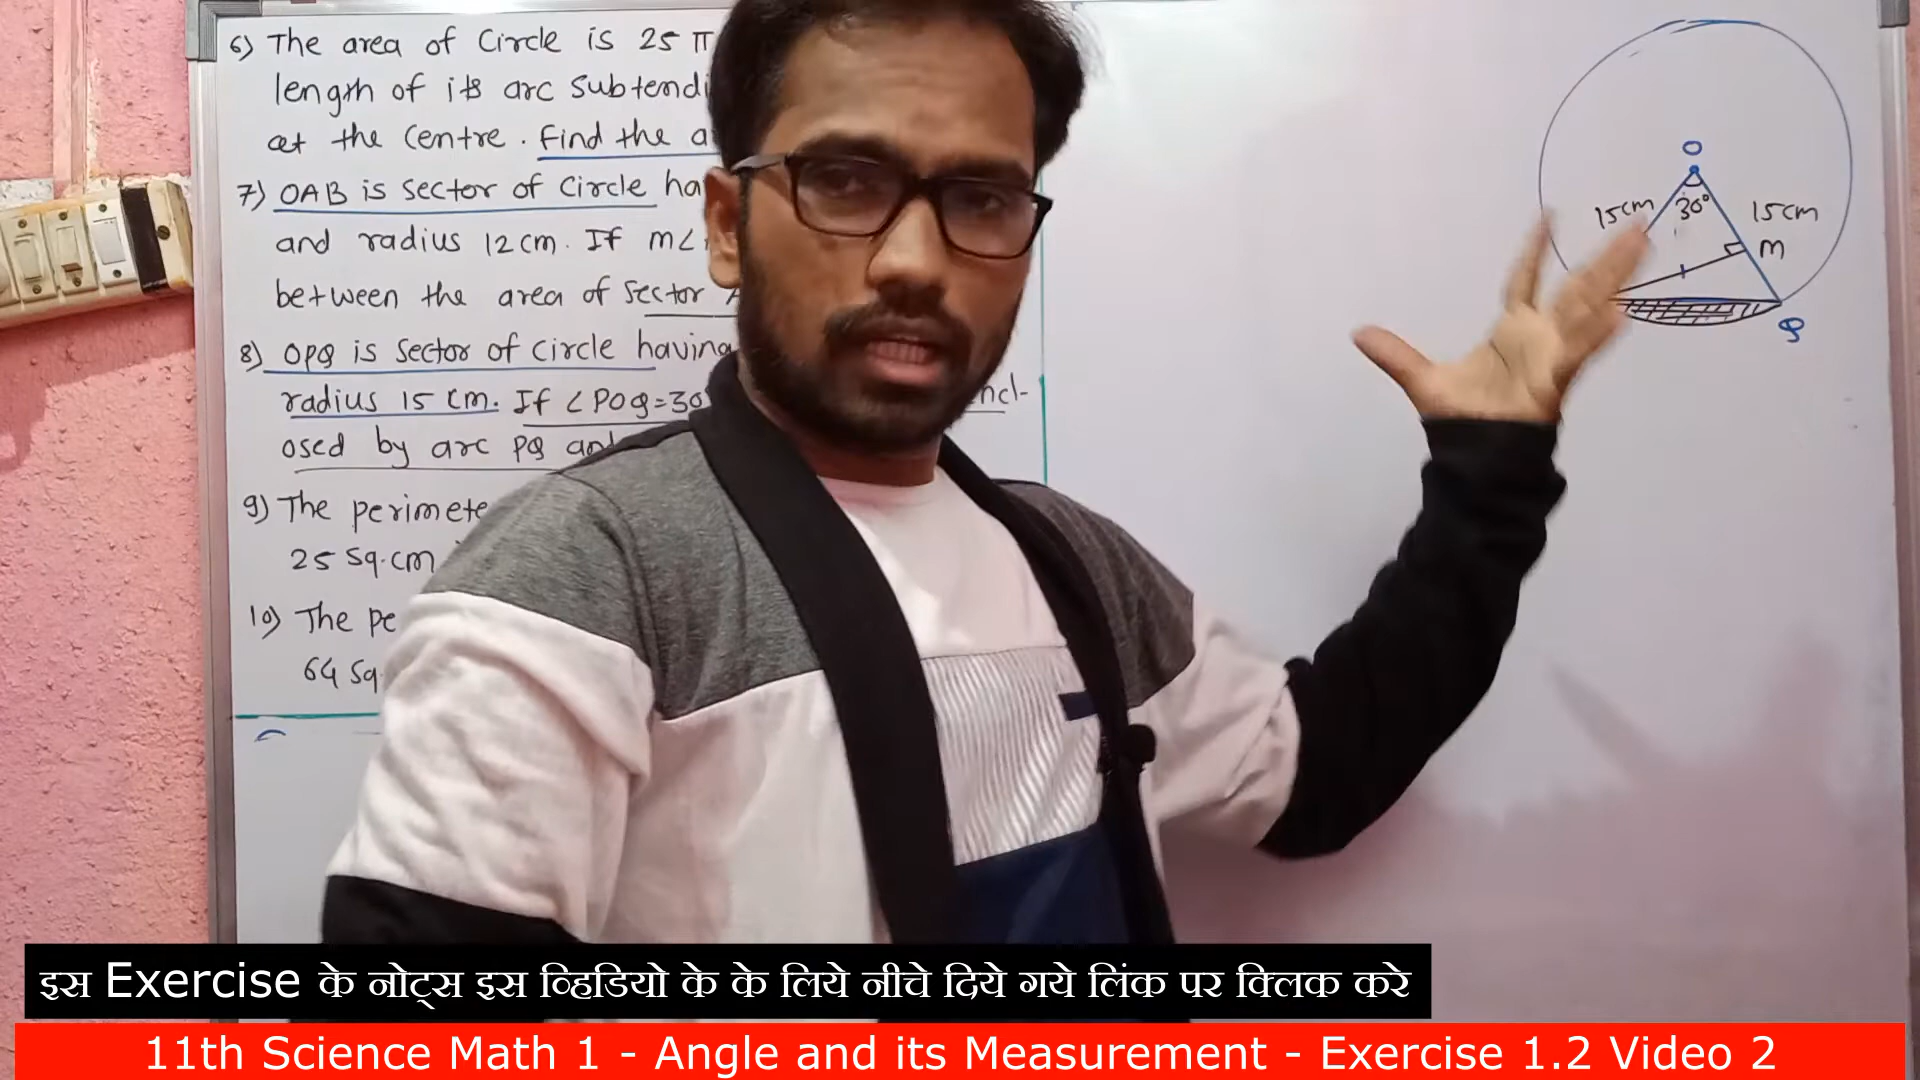 6) The area of Circle is 25 π
length of its arc Subtendi
at the Centre. Find the a
7) OAB is Sector of Circle ha
and radius 12 cm. If m∠
between the area of Sector A
8) OPQ is Sector of Circle having
radius 15 cm. If ∠POQ=30
ncl-
osed by arc PQ and
9) The perimete
25 Sq.cm
10) The pe
64 Sq
O
15cm
30°
15cm
m
Q
इस Exercise के नोट्स इस व्हिडियो के के लिये नीचे दिये गये लिंक पर क्लिक करे
11th Science Math 1 - Angle and its Measurement - Exercise 1.2 Video 2